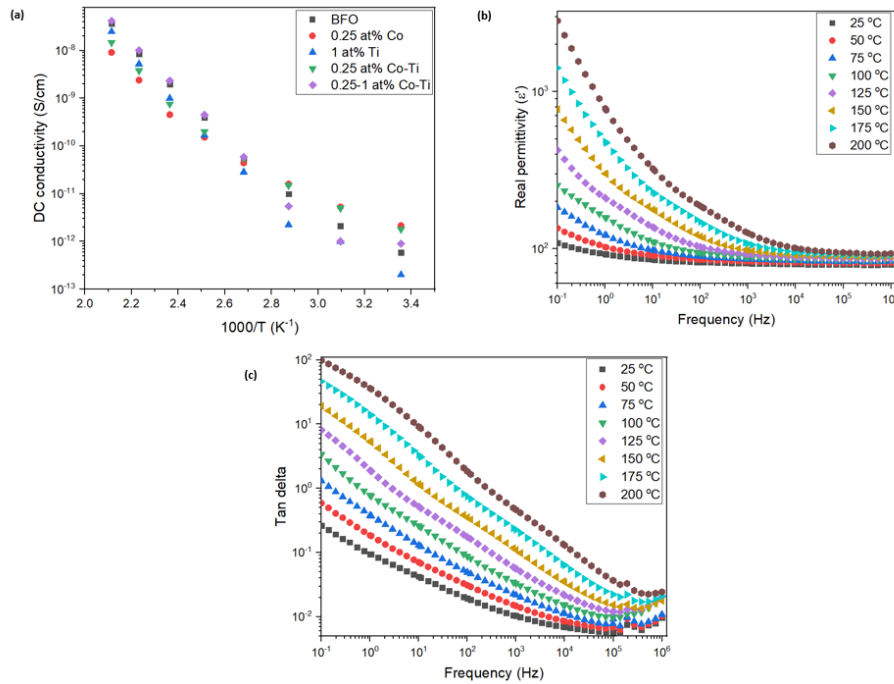 (a)
BFO
0.25 at% Co
1 at% Ti
0.25 at% Co-Ti
0.25-1 at% Co-Ti
DC conductivity (S/cm)
10⁻⁸
10⁻⁹
10⁻¹⁰
10⁻¹¹
10⁻¹²
10⁻¹³
2.0 2.2 2.4 2.6 2.8 3.0 3.2 3.4
1000/T (K⁻¹)
(b)
25 ºC
50 ºC
75 ºC
100 ºC
125 ºC
150 ºC
175 ºC
200 ºC
Real permittivity (ε')
10³
10²
10⁻¹ 10⁰ 10¹ 10² 10³ 10⁴ 10⁵ 10⁶
Frequency (Hz)
(c)
25 ºC
50 ºC
75 ºC
100 ºC
125 ºC
150 ºC
175 ºC
200 ºC
Tan delta
10²
10¹
10⁰
10⁻¹
10⁻²
10⁻¹ 10⁰ 10¹ 10² 10³ 10⁴ 10⁵ 10⁶
Frequency (Hz)